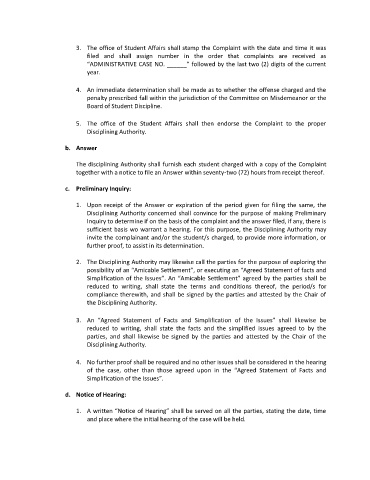 3. The office of Student Affairs shall stamp the Complaint with the date and time it was
filed and shall assign number in the order that complaints are received as
"ADMINISTRATIVE CASE NO. ______" followed by the last two (2) digits of the current
year.
4. An immediate determination shall be made as to whether the offense charged and the
penalty prescribed fall within the jurisdiction of the Committee on Misdemeanor or the
Board of Student Discipline.
5. The office of the Student Affairs shall then endorse the Complaint to the proper
Disciplining Authority.
b. Answer
The disciplining Authority shall furnish each student charged with a copy of the Complaint
together with a notice to file an Answer within seventy-two (72) hours from receipt thereof.
c. Preliminary Inquiry:
1. Upon receipt of the Answer or expiration of the period given for filing the same, the
Disciplining Authority concerned shall convince for the purpose of making Preliminary
Inquiry to determine if on the basis of the complaint and the answer filed, if any, there is
sufficient basis wo warrant a hearing. For this purpose, the Disciplining Authority may
invite the complainant and/or the student/s charged, to provide more information, or
further proof, to assist in its determination.
2. The Disciplining Authority may likewise call the parties for the purpose of exploring the
possibility of an "Amicable Settlement", or executing an "Agreed Statement of facts and
Simplification of the Issues". An "Amicable Settlement" agreed by the parties shall be
reduced to writing, shall state the terms and conditions thereof, the period/s for
compliance therewith, and shall be signed by the parties and attested by the Chair of
the Disciplining Authority.
3. An "Agreed Statement of Facts and Simplification of the Issues" shall likewise be
reduced to writing, shall state the facts and the simplified issues agreed to by the
parties, and shall likewise be signed by the parties and attested by the Chair of the
Disciplining Authority.
4. No further proof shall be required and no other issues shall be considered in the hearing
of the case, other than those agreed upon in the "Agreed Statement of Facts and
Simplification of the Issues".
d. Notice of Hearing:
1. A written "Notice of Hearing" shall be served on all the parties, stating the date, time
and place where the initial hearing of the case will be held.